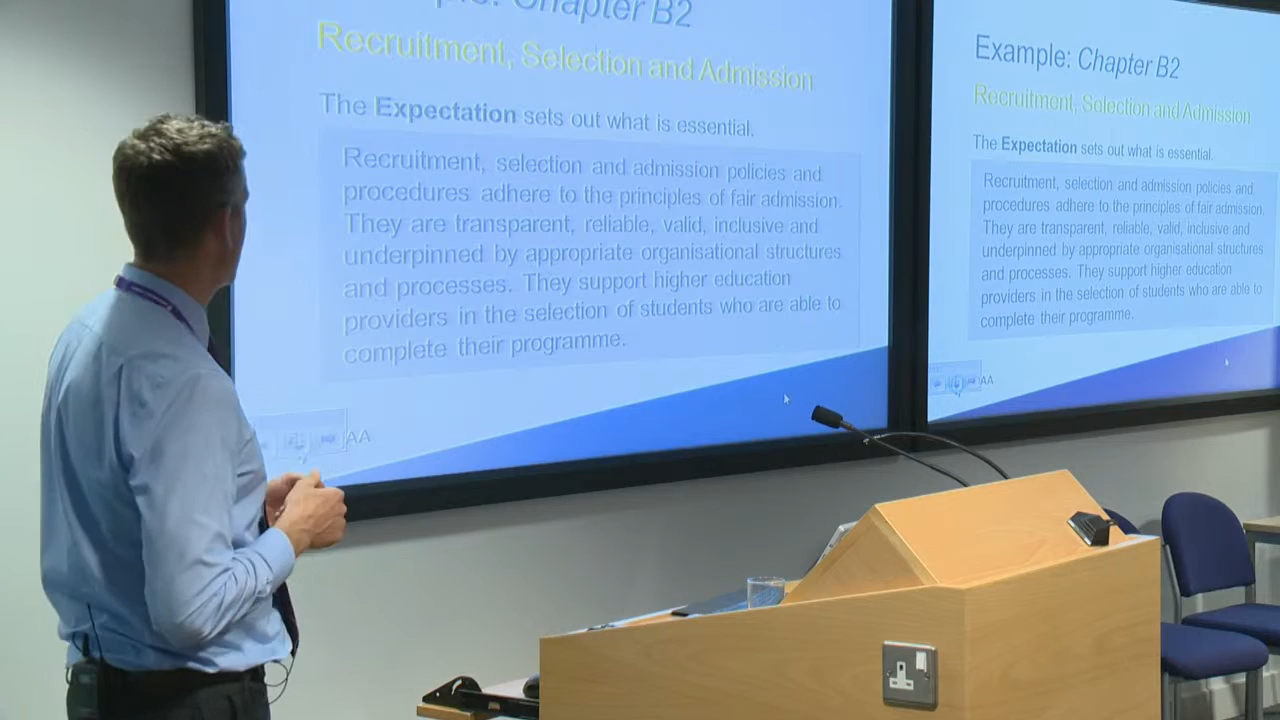 Chapter B2
Recruitment, Selection and Admission
The Expectation sets out what is essential.
Recruitment, selection and admission policies and
procedures adhere to the principles of fair admission.
They are transparent, reliable, valid, inclusive and
underpinned by appropriate organisational structures
and processes. They support higher education
providers in the selection of students who are able to
complete their programme.
AA
Example: Chapter B2
Recruitment, Selection and Admission
The Expectation sets out what is essential.
Recruitment, selection and admission policies and
procedures adhere to the principles of fair admission.
They are transparent, reliable, valid, inclusive and
underpinned by appropriate organisational structures
and processes. They support higher education
providers in the selection of students who are able to
complete their programme.
AA